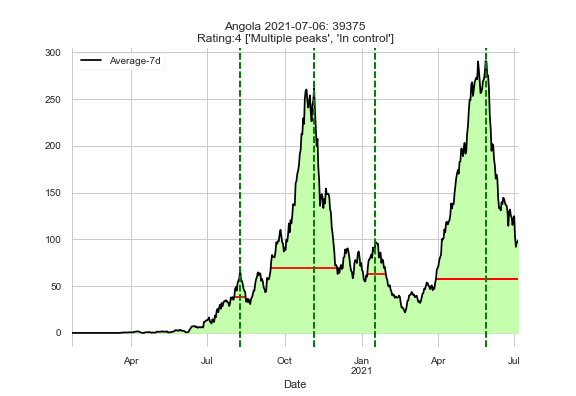 Angola 2021-07-06: 39375
Rating:4 ['Multiple peaks', 'In control']
Average-7d
300
250
200
150
100
50
0
Apr Jul Oct Jan Apr Jul
2021
Date